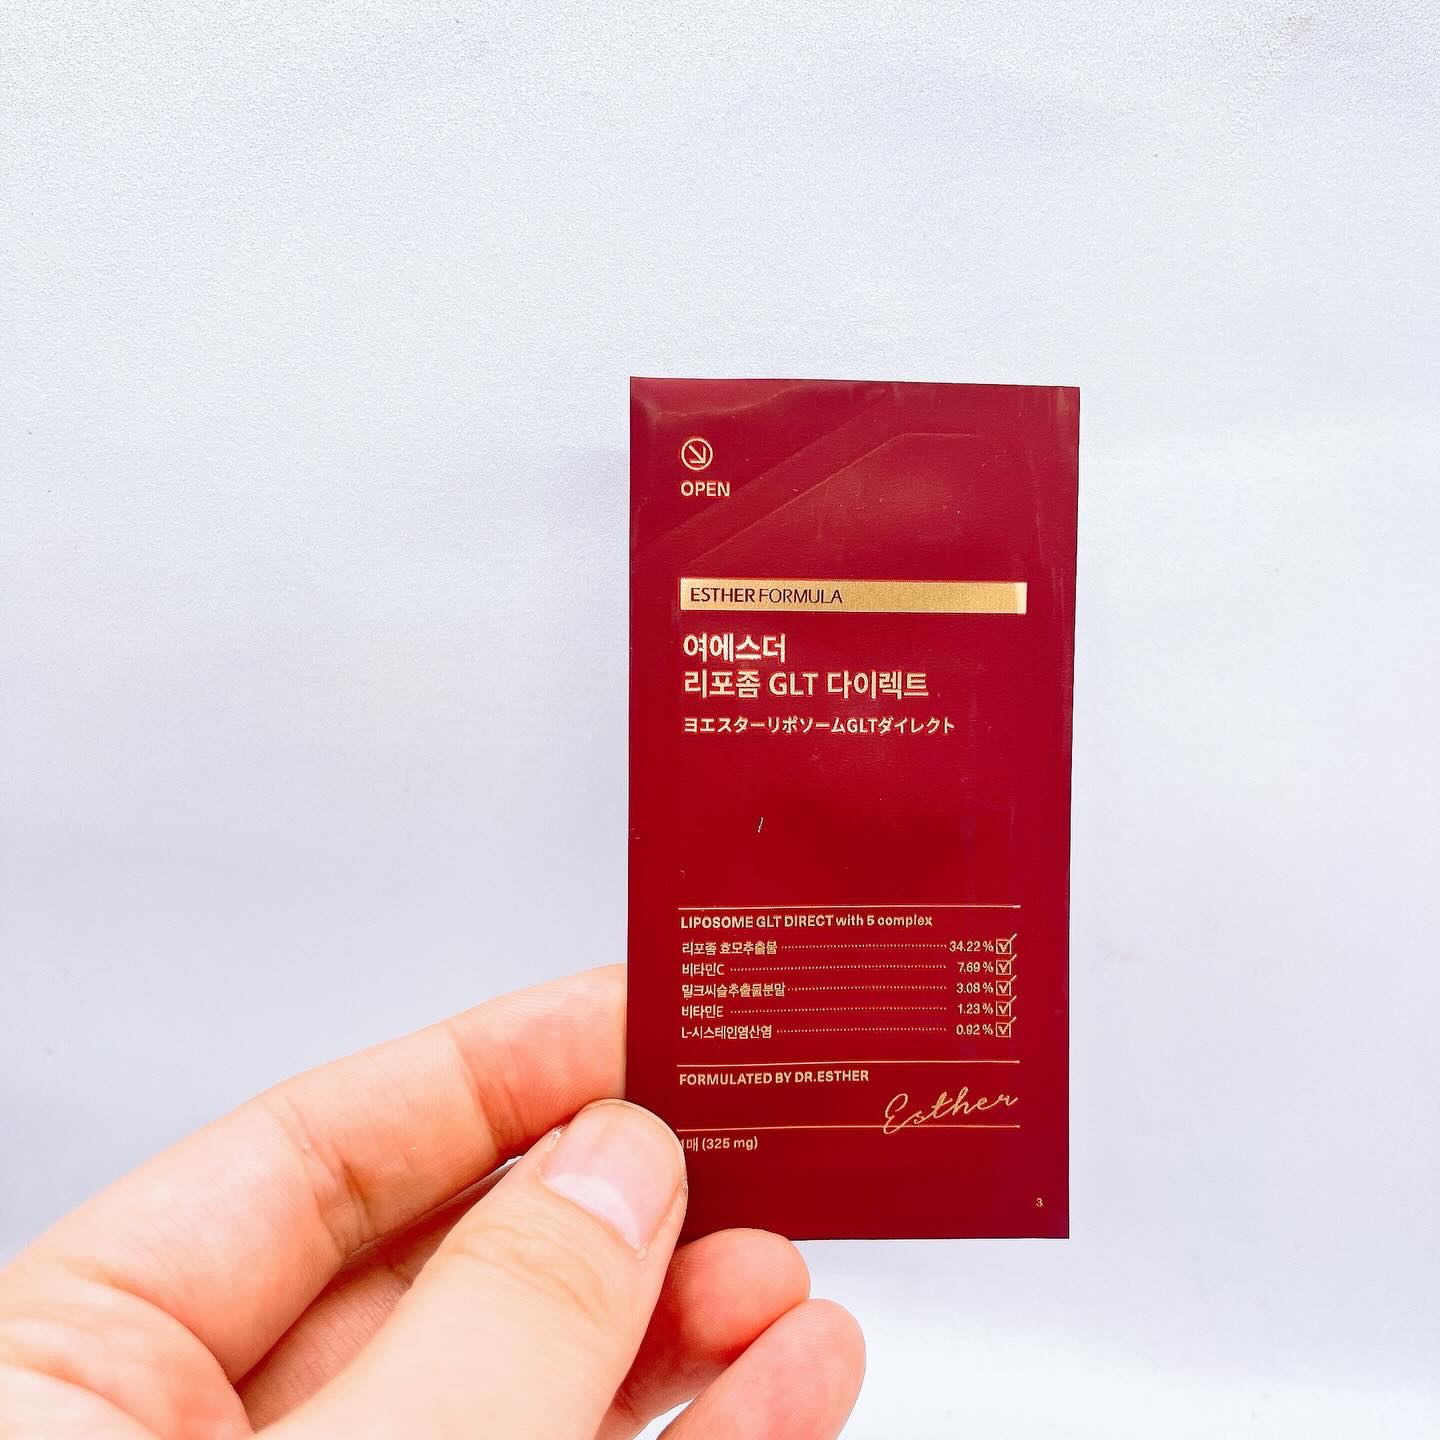 OPEN
ESTHER FORMULA
여에스더
리포좀 GLT 다이렉트
ヨエスターリポソームGLTダイレクト
LIPOSOME GLT DIRECT with 5 complex
리포좀 효모추출물 34.22 %
비타민C 7.69 %
밀크씨슬추출물분말 3.08 %
비타민E 1.23 %
L-시스테인염산염 0.92 %
FORMULATED BY DR.ESTHER
Esther
1매 (325 mg)
3